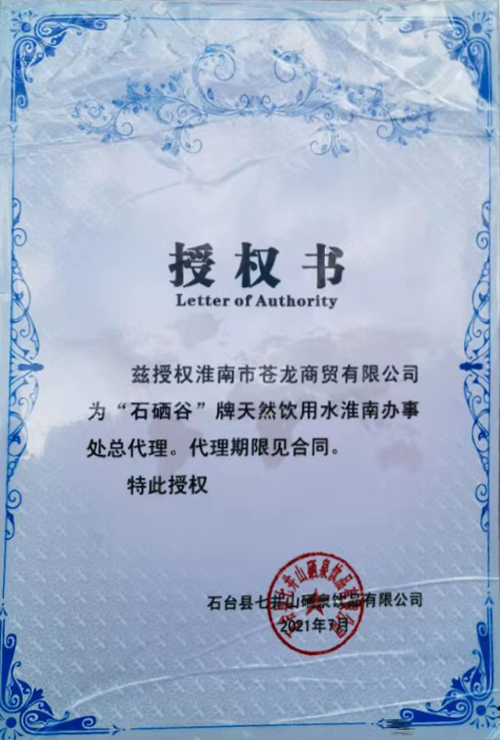 授权书
Letter of Authority
兹授权淮南市苍龙商贸有限公司
为“石硒谷”牌天然饮用水淮南办事
处总代理。代理期限见合同。
特此授权
石台县七井山硒泉饮品有限公司
2021年7月